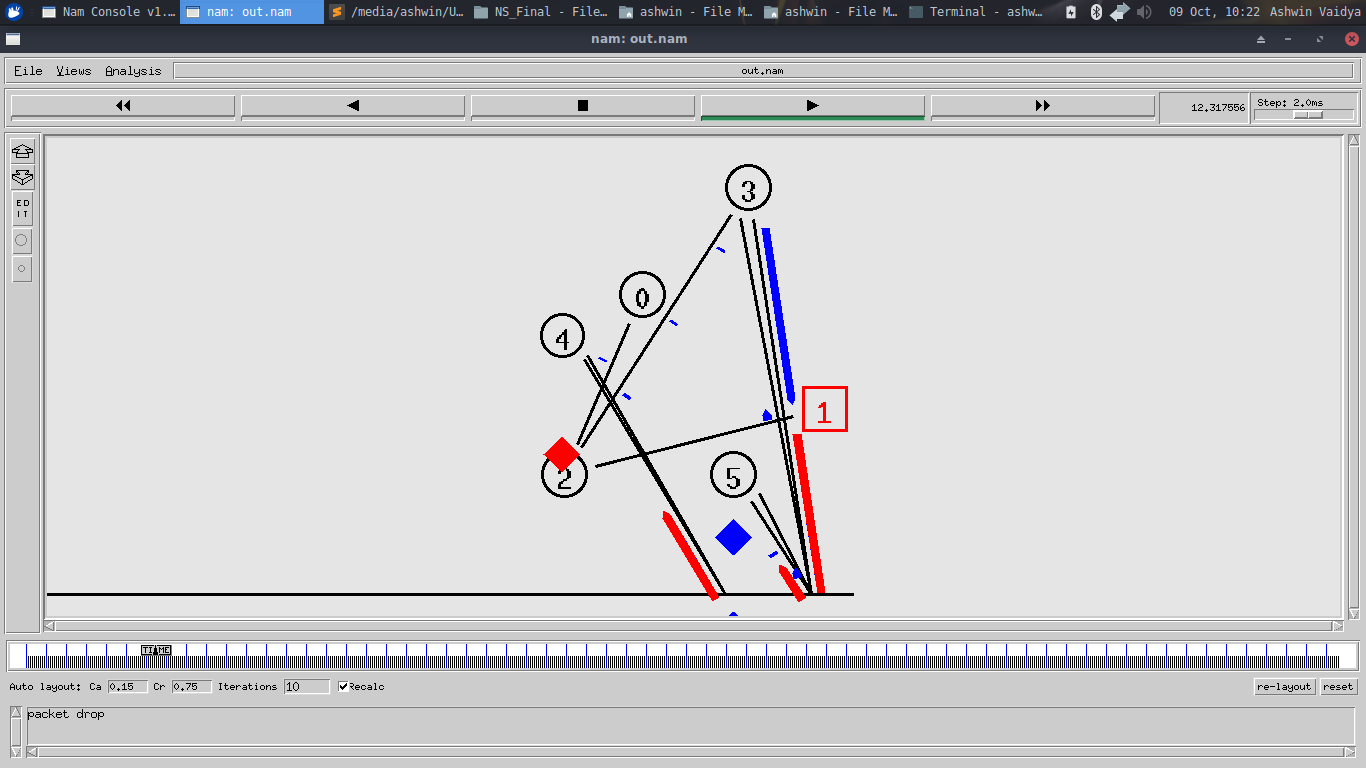 Nam Console v1.... nam: out.nam /media/ashwin/U... NS_Final - File... ashwin - File M... ashwin - File M... Terminal - ashw... 09 Oct, 10:22 Ashwin Vaidya
nam: out.nam
File Views Analysis out.nam
12.317556 Step: 2.0ms
ED
IT
3
0
4
1
2
5
TIME
Auto layout: Ca 0.15 Cr 0.75 Iterations 10 Recalc re-layout reset
packet drop